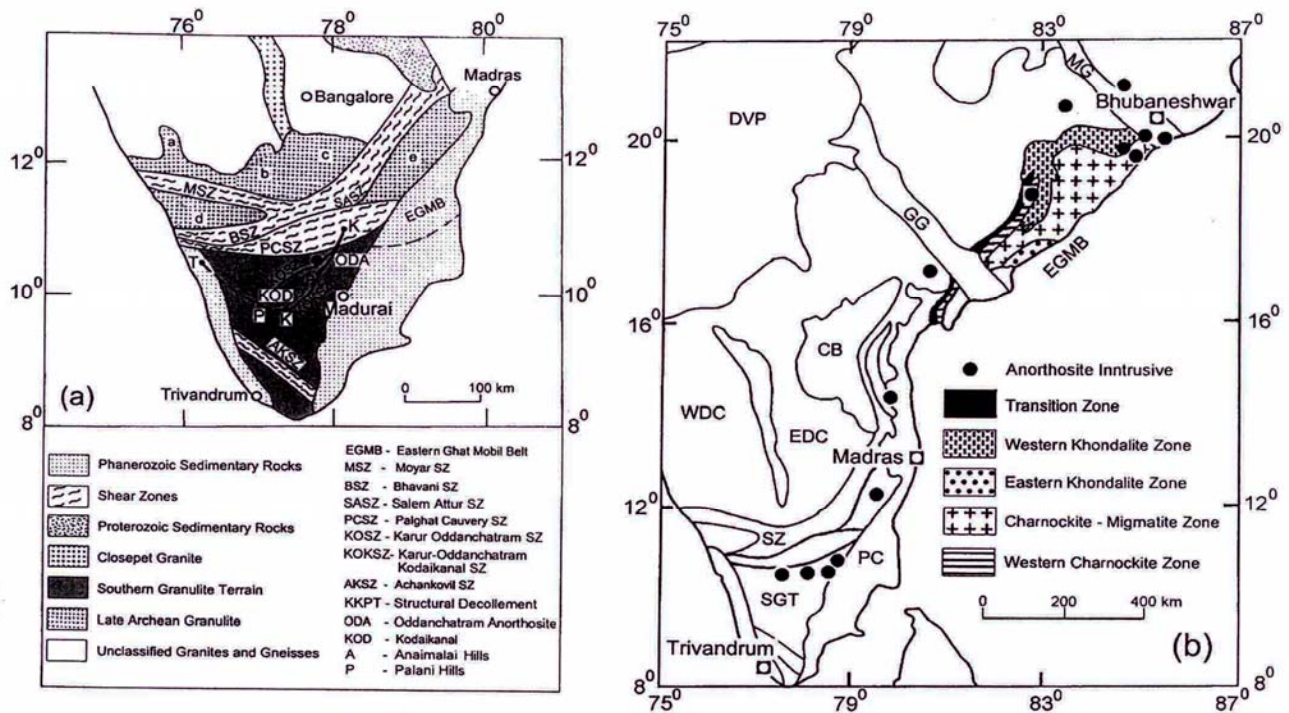 76⁰ 78⁰ 80⁰
Madras
Bangalore
12⁰ 12⁰
a
b
c
e
MSZ
SASZ
d
BSZ
EGMB
PCSZ
K
T
ODA
10⁰ 10⁰
KOD
Madurai
P
K
AKSZ
Trivandrum
0 100 km
(a)
8⁰ 8⁰
Phanerozoic Sedimentary Rocks
Shear Zones
Proterozoic Sedimentary Rocks
Closepet Granite
Southern Granulite Terrain
Late Archean Granulite
Unclassified Granites and Gneisses
EGMB - Eastern Ghat Mobil Belt
MSZ - Moyar SZ
BSZ - Bhavani SZ
SASZ - Salem Attur SZ
PCSZ - Palghat Cauvery SZ
KOSZ - Karur Oddanchatram SZ
KOKSZ- Karur-Oddanchatram
Kodaikanal SZ
AKSZ - Achankovil SZ
KKPT - Structural Decollement
ODA - Oddanchatram Anorthosite
KOD - Kodaikanal
A - Anaimalai Hills
P - Palani Hills
79⁰ 83⁰ 87⁰
MG
Bhubaneshwar
DVP
20⁰ 20⁰
GG
EGMB
16⁰ 16⁰
CB
WDC
EDC
Madras
12⁰ 12⁰
SZ
PC
SGT
Trivandrum
8⁰ 8⁰
75⁰ 79⁰ 83⁰ 87⁰
Anorthosite Inntrusive
Transition Zone
Western Khondalite Zone
Eastern Khondalite Zone
Charnockite - Migmatite Zone
Western Charnockite Zone
0 200 400 km
(b)